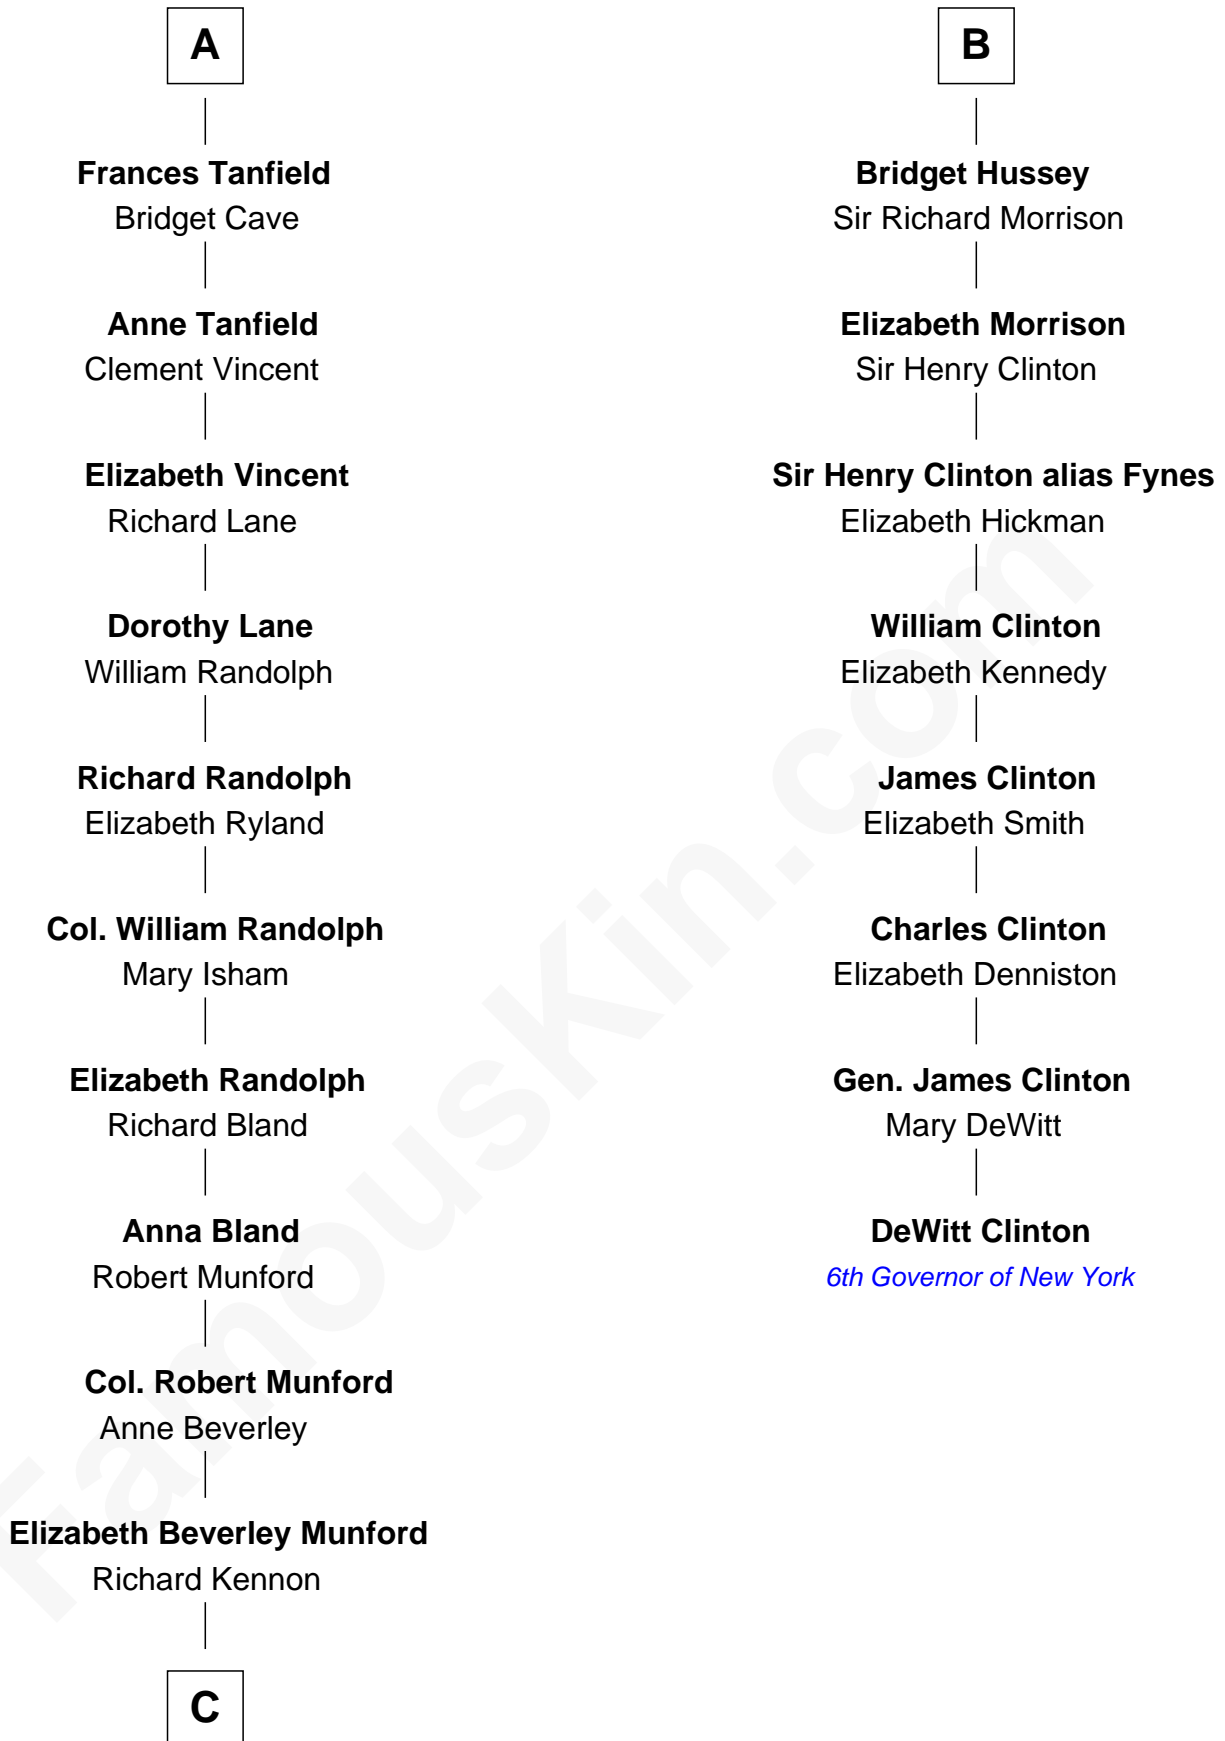 A
Frances Tanfield
Bridget Cave
Anne Tanfield
Clement Vincent
Elizabeth Vincent
Richard Lane
Dorothy Lane
William Randolph
Richard Randolph
Elizabeth Ryland
Col. William Randolph
Mary Isham
Elizabeth Randolph
Richard Bland
Anna Bland
Robert Munford
Col. Robert Munford
Anne Beverley
Elizabeth Beverley Munford
Richard Kennon
C
B
Bridget Hussey
Sir Richard Morrison
Elizabeth Morrison
Sir Henry Clinton
Sir Henry Clinton alias Fynes
Elizabeth Hickman
William Clinton
Elizabeth Kennedy
James Clinton
Elizabeth Smith
Charles Clinton
Elizabeth Denniston
Gen. James Clinton
Mary DeWitt
DeWitt Clinton
6th Governor of New York
FamousKin.com